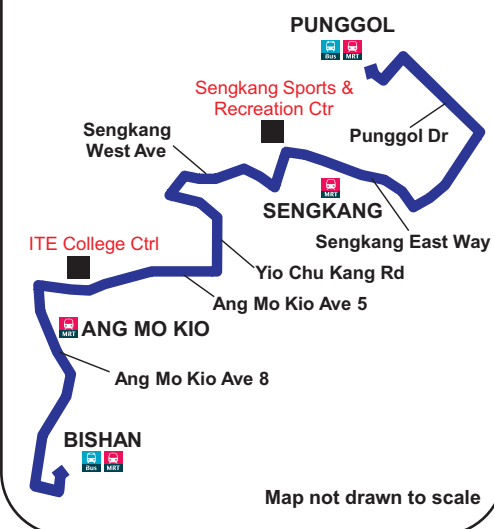 PUNGGOL
Bus MRT
Sengkang Sports &
Recreation Ctr
Sengkang
West Ave
Punggol Dr
MRT
SENGKANG
Sengkang East Way
ITE College Ctrl
Yio Chu Kang Rd
Ang Mo Kio Ave 5
MRT ANG MO KIO
Ang Mo Kio Ave 8
BISHAN
Bus MRT
Map not drawn to scale